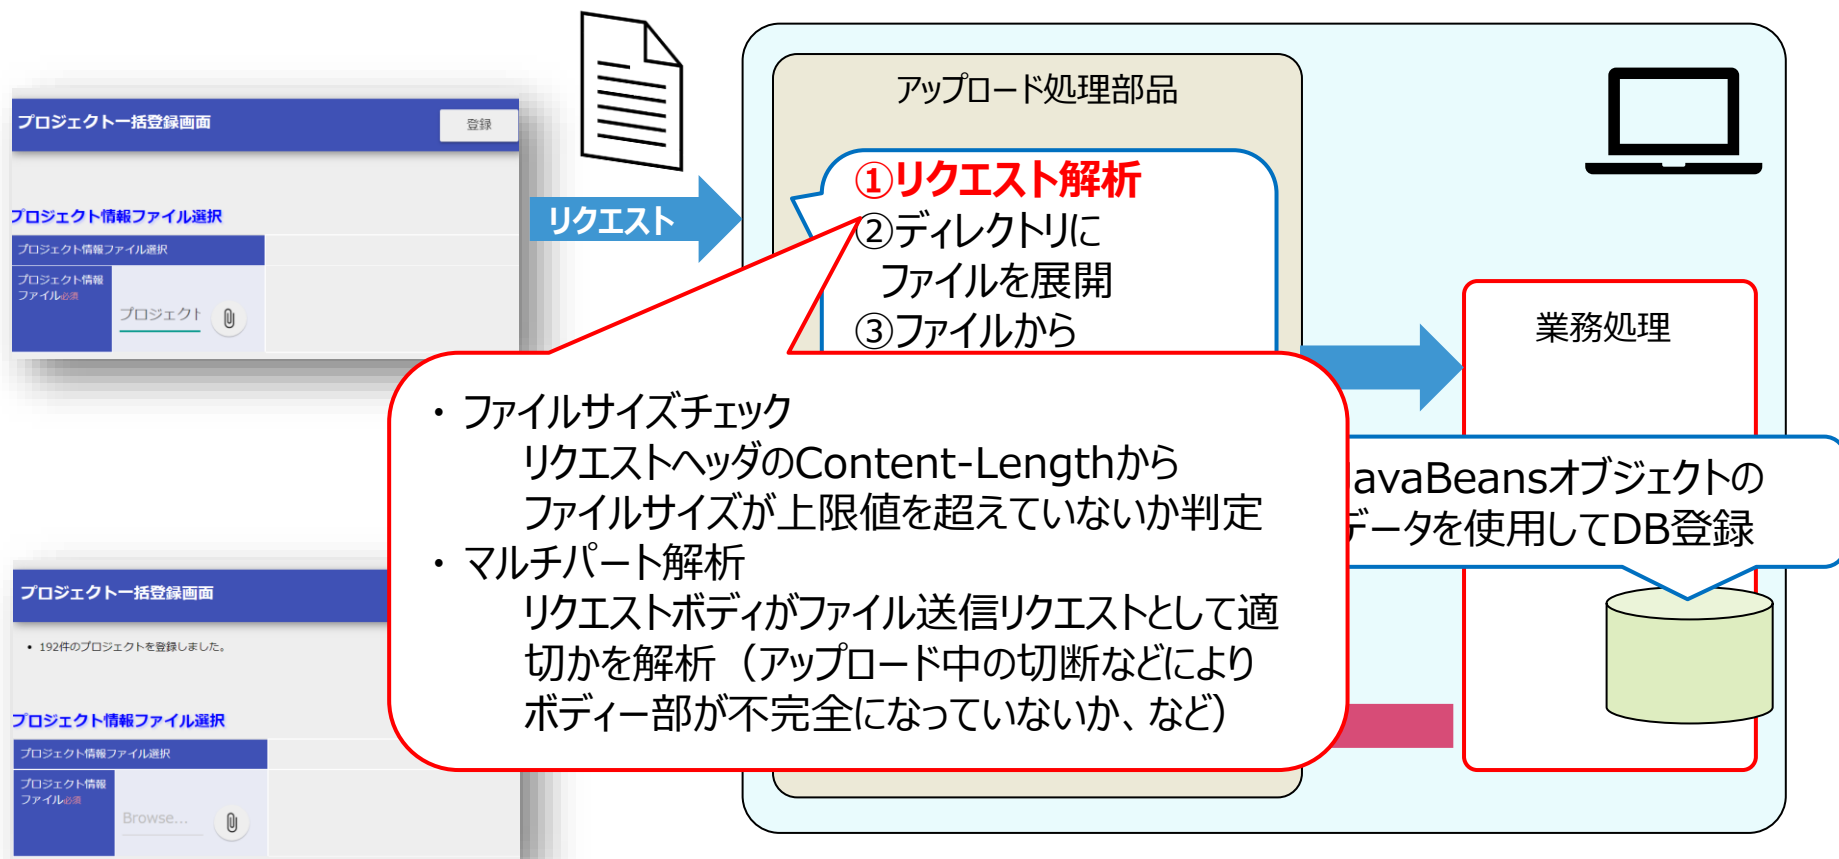 プロジェクト一括登録画面
登録
プロジェクト情報ファイル選択
プロジェクト情報ファイル選択
プロジェクト情報
ファイル必須
プロジェクト
リクエスト
アップロード処理部品
①リクエスト解析
②ディレクトリに
ファイルを展開
③ファイルから
業務処理
・ファイルサイズチェック
リクエストヘッダのContent-Lengthから
ファイルサイズが上限値を超えていないか判定
・マルチパート解析
リクエストボディがファイル送信リクエストとして適
切かを解析（アップロード中の切断などにより
ボディー部が不完全になっていないか、など）
avaBeansオブジェクトの
データを使用してDB登録
プロジェクト一括登録画面
• 192件のプロジェクトを登録しました。
プロジェクト情報ファイル選択
プロジェクト情報ファイル選択
プロジェクト情報
ファイル必須
Browse...